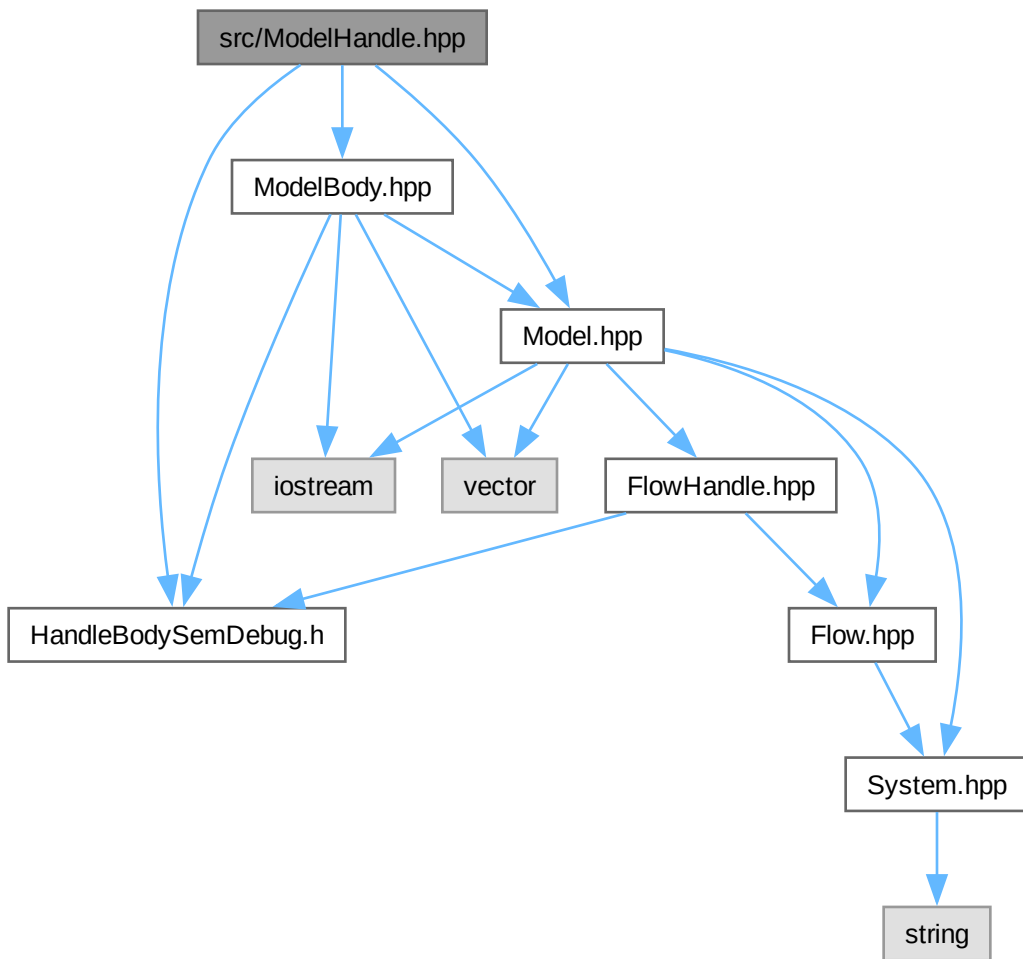 src/ModelHandle.hpp
ModelBody.hpp
Model.hpp
iostream
vector
FlowHandle.hpp
HandleBodySemDebug.h
Flow.hpp
System.hpp
string